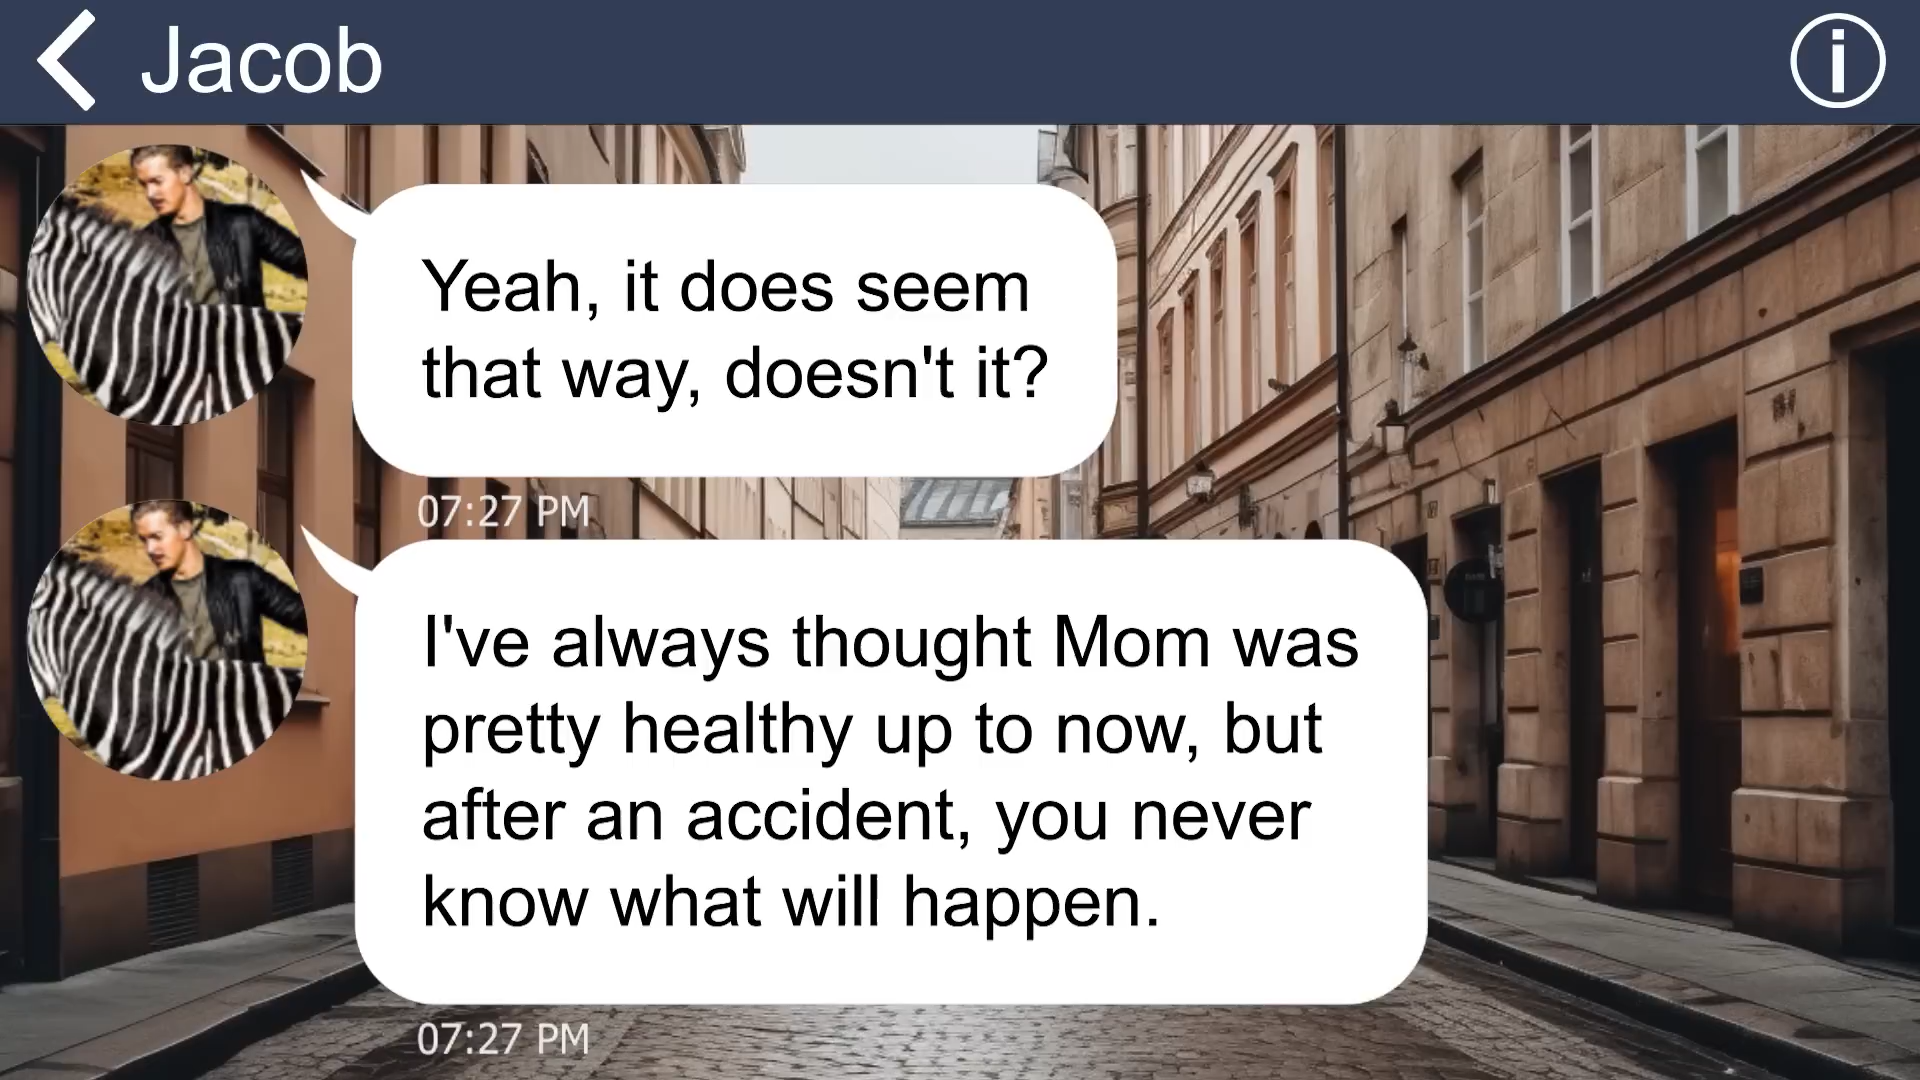 Jacob
Yeah, it does seem
that way, doesn't it?
07:27 PM
I've always thought Mom was
pretty healthy up to now, but
after an accident, you never
know what will happen.
07:27 PM